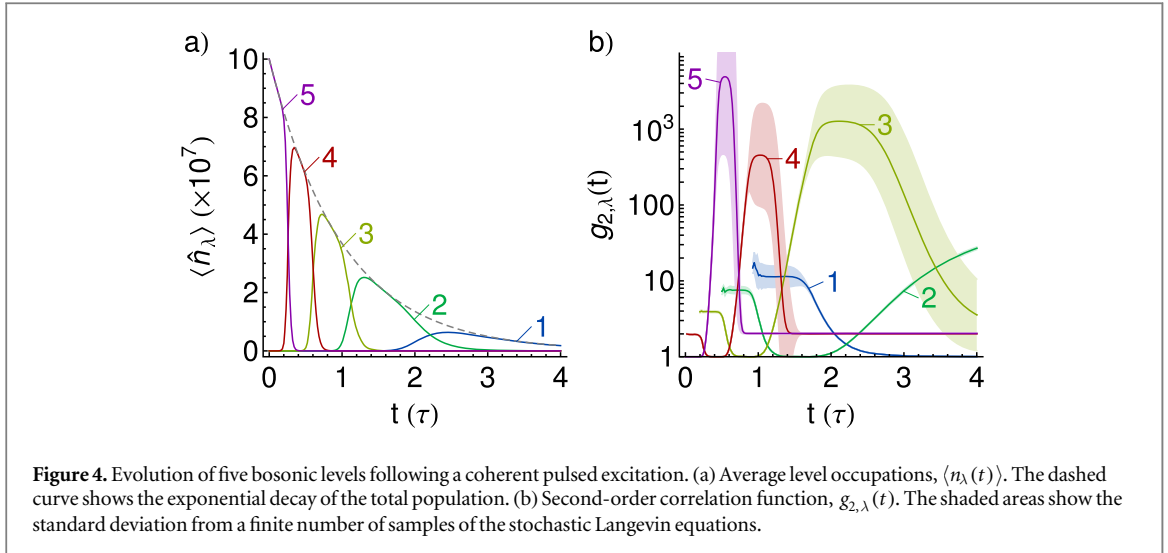 a)
10
8
6
4
2
0
⟨n̂λ⟩ (×10⁷)
5
4
3
2
1
0 1 2 3 4
t (τ)
b)
10³
100
10
1
g₂,λ(t)
5
4
3
1
2
0 1 2 3 4
t (τ)
Figure 4. Evolution of five bosonic levels following a coherent pulsed excitation. (a) Average level occupations, ⟨nλ(t)⟩. The dashed
curve shows the exponential decay of the total population. (b) Second-order correlation function, g₂,λ(t). The shaded areas show the
standard deviation from a finite number of samples of the stochastic Langevin equations.